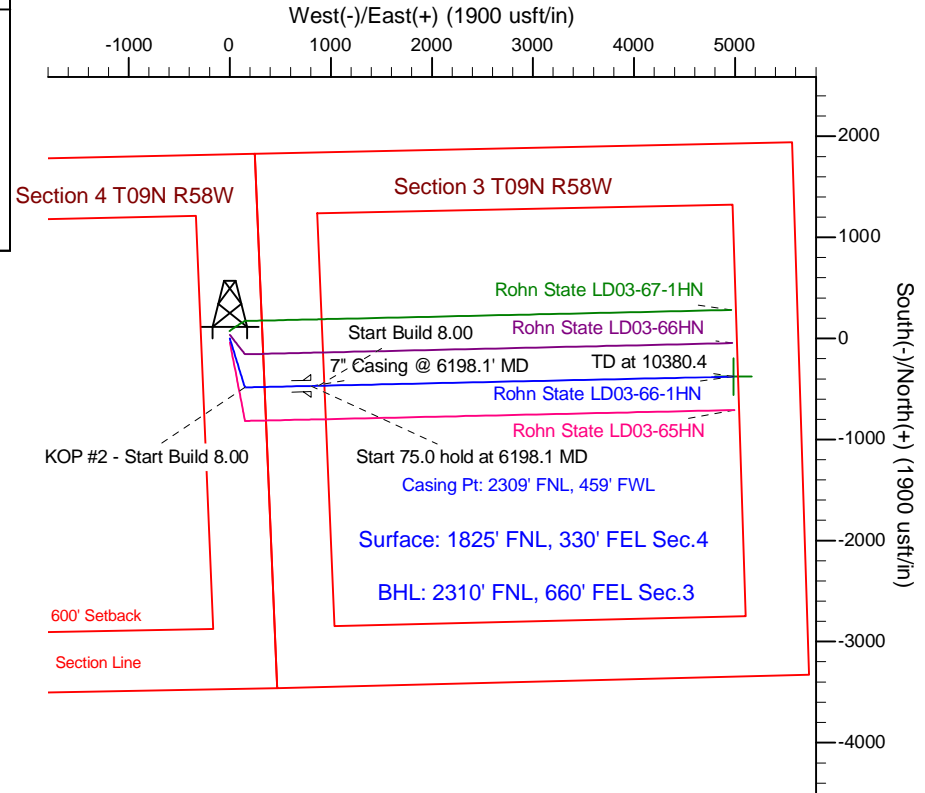 West(-)/East(+) (1900 usft/in)
-1000 0 1000 2000 3000 4000 5000
2000
Section 4 T09N R58W
Section 3 T09N R58W
1000
Rohn State LD03-67-1HN
Start Build 8.00
Rohn State LD03-66HN
0
7" Casing @ 6198.1' MD
TD at 10380.4
Rohn State LD03-66-1HN
Rohn State LD03-65HN
-1000
KOP #2 - Start Build 8.00
Start 75.0 hold at 6198.1 MD
Casing Pt: 2309' FNL, 459' FWL
Surface: 1825' FNL, 330' FEL Sec.4
-2000
BHL: 2310' FNL, 660' FEL Sec.3
600' Setback
-3000
Section Line
-4000
South(-)/North(+) (1900 usft/in)